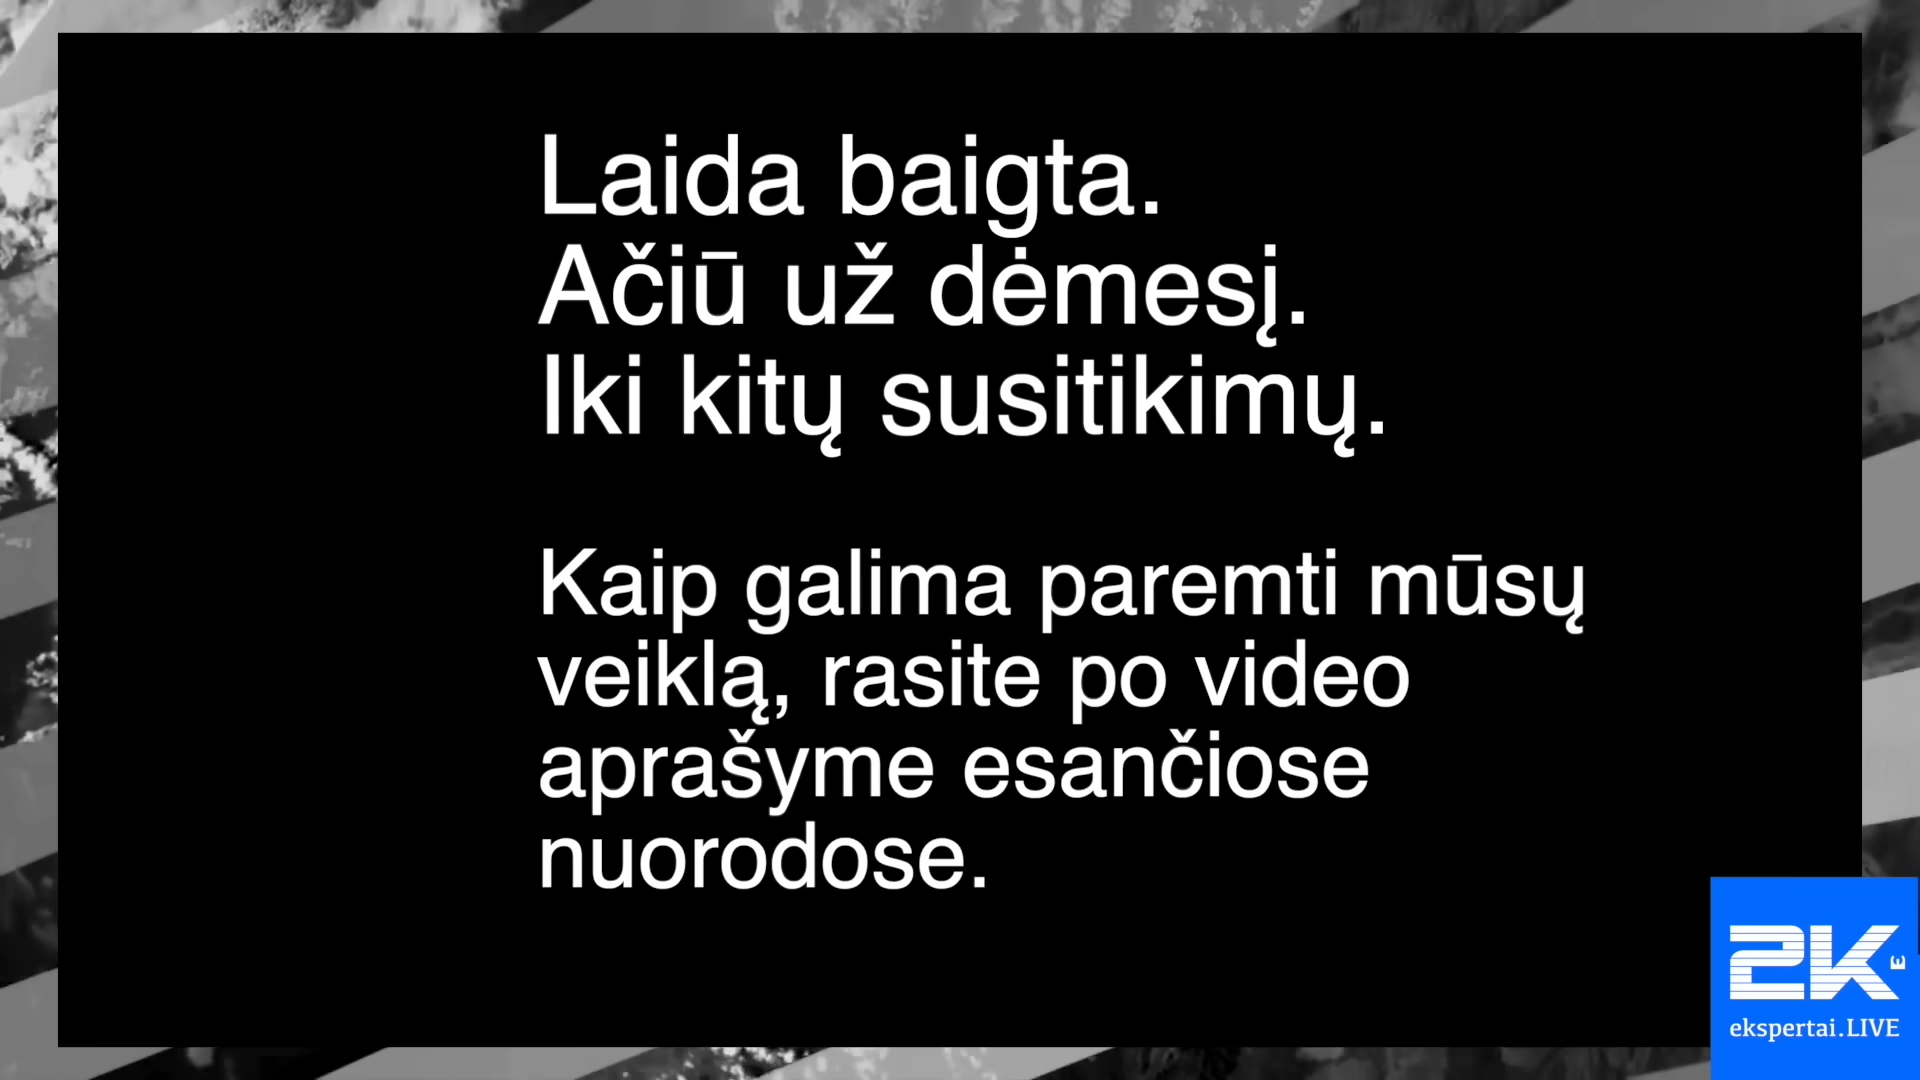 Laida baigta.
Ačiū už dėmesį.
Iki kitų susitikimų.
Kaip galima paremti mūsų
veiklą, rasite po video
aprašyme esančiose
nuorodose.
2K
ekspertai.LIVE